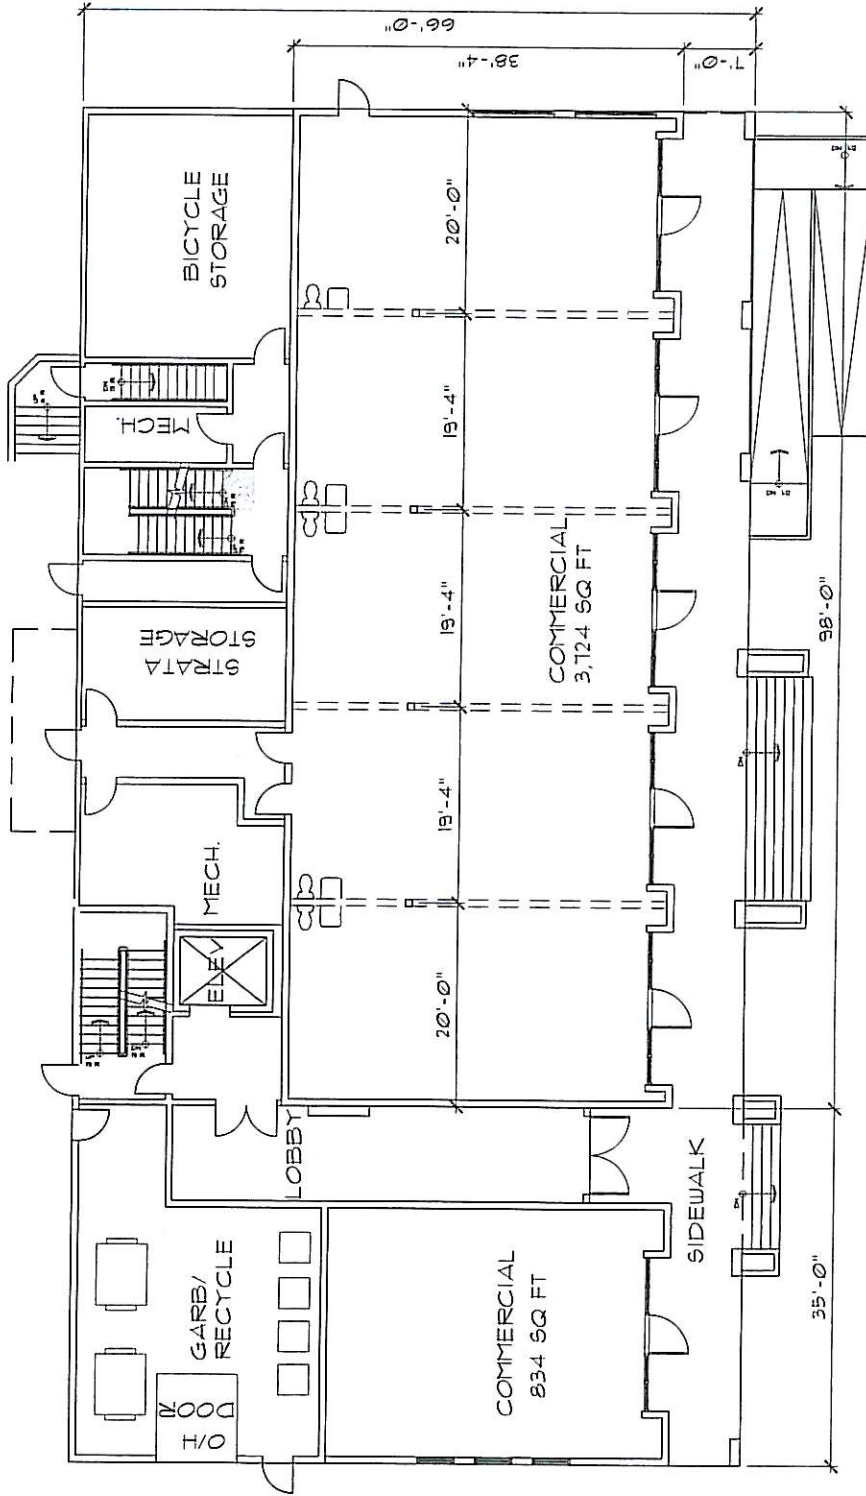 66'-0"
38'-4"
7'-0"
BICYCLE
STORAGE
20'-0"
MECH.
19'-4"
STRATA
STORAGE
19'-4"
COMMERCIAL
3,724 SQ FT
98'-0"
19'-4"
MECH.
ELEV
20'-0"
LOBBY
SIDEWALK
GARB/
RECYCLE
O/H
DOOR
COMMERCIAL
834 SQ FT
35'-0"